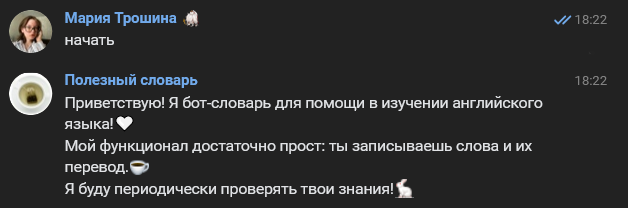 Мария Трошина 🐇 18:22
начать
Полезный словарь 18:22
Приветствую! Я бот-словарь для помощи в изучении английского
языка!🤍
Мой функционал достаточно прост: ты записываешь слова и их
перевод.☕
Я буду периодически проверять твои знания!🐇